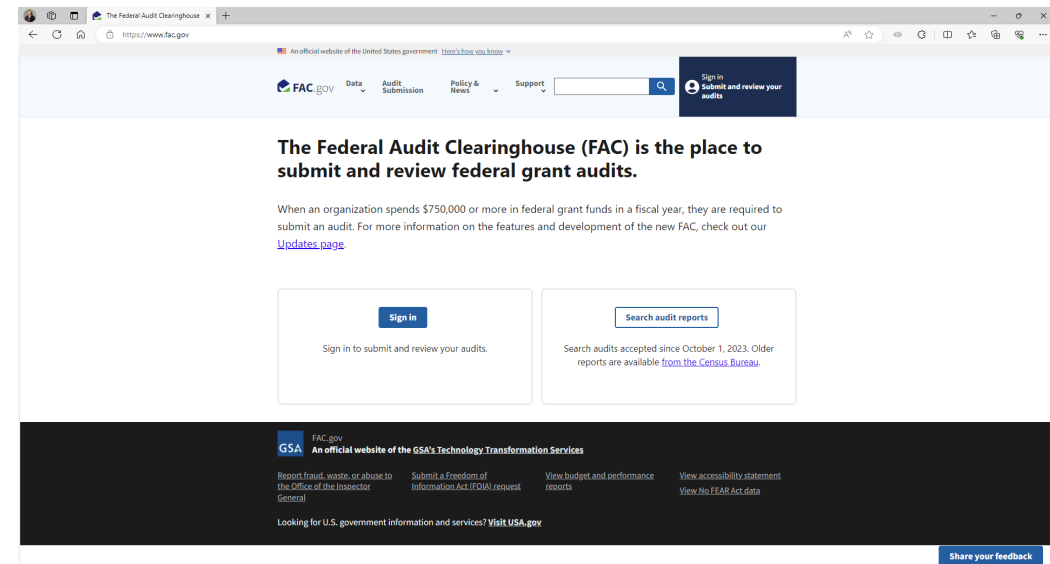 The Federal Audit Clearinghouse
https://www.fac.gov
An official website of the United States government Here's how you know
FAC.gov
Data
Audit Submission
Policy & News
Support
Sign in
Submit and review your
audits
The Federal Audit Clearinghouse (FAC) is the place to
submit and review federal grant audits.
When an organization spends $750,000 or more in federal grant funds in a fiscal year, they are required to
submit an audit. For more information on the features and development of the new FAC, check out our
Updates page.
Sign in
Sign in to submit and review your audits.
Search audit reports
Search audits accepted since October 1, 2023. Older
reports are available from the Census Bureau.
GSA
FAC.gov
An official website of the GSA's Technology Transformation Services
Report fraud, waste, or abuse to
the Office of the Inspector
General
Submit a Freedom of
Information Act (FOIA) request
View budget and performance
reports
View accessibility statement
View No FEAR Act data
Looking for U.S. government information and services? Visit USA.gov
Share your feedback